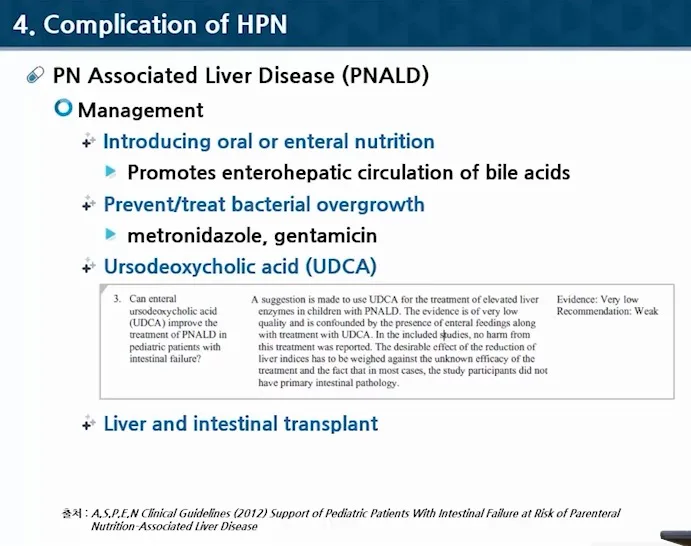 4. Complication of HPN
PN Associated Liver Disease (PNALD)
Management
Introducing oral or enteral nutrition
Promotes enterohepatic circulation of bile acids
Prevent/treat bacterial overgrowth
metronidazole, gentamicin
Ursodeoxycholic acid (UDCA)
3. Can enteral
ursodeoxycholic acid
(UDCA) improve the
treatment of PNALD in
pediatric patients with
intestinal failure?
A suggestion is made to use UDCA for the treatment of elevated liver
enzymes in children with PNALD. The evidence is of very low
quality and is confounded by the presence of enteral feedings along
with treatment with UDCA. In the included studies, no harm from
this treatment was reported. The desirable effect of the reduction of
liver indices has to be weighed against the unknown efficacy of the
treatment and the fact that in most cases, the study participants did not
have primary intestinal pathology.
Evidence: Very low
Recommendation: Weak
Liver and intestinal transplant
출처 : A,S,P,E,N Clinical Guidelines (2012) Support of Pediatric Patients With Intestinal Failure at Risk of Parenteral
Nutrition-Associated Liver Disease